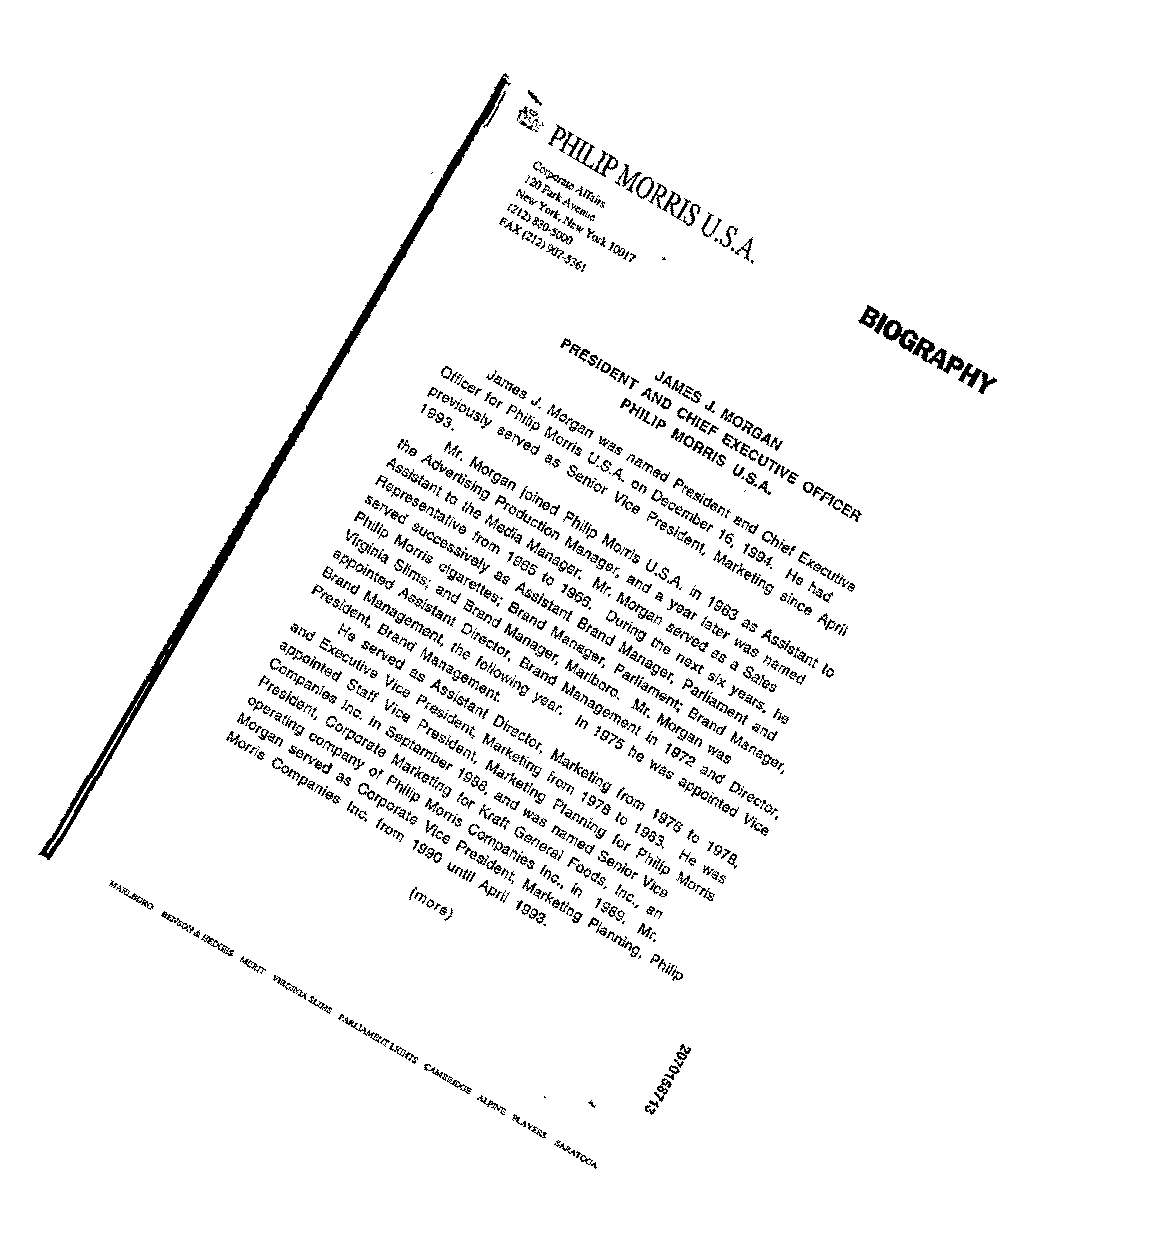 PHILIP MORRIS U.S.A.
Corporate Affairs
120 Park Avenue
New York, New York 10017
(212) 880-5000
FAX (212) 907-5361
BIOGRAPHY
JAMES J. MORGAN
PRESIDENT AND CHIEF EXECUTIVE OFFICER
PHILIP MORRIS U.S.A.
James J. Morgan was named President and Chief Executive
Officer for Philip Morris U.S.A. on December 16, 1994. He had
previously served as Senior Vice President, Marketing since April
1993.
Mr. Morgan joined Philip Morris U.S.A. in 1963 as Assistant to
the Advertising Production Manager, and a year later was named
Assistant to the Media Manager. Mr. Morgan served as a Sales
Representative from 1965 to 1966. During the next six years, he
served successively as Assistant Brand Manager, Parliament and
Philip Morris cigarettes; Brand Manager, Parliament; Brand Manager,
Virginia Slims; and Brand Manager, Marlboro. Mr. Morgan was
appointed Assistant Director, Brand Management in 1972 and Director,
Brand Management, the following year. In 1975 he was appointed Vice
President, Brand Management.
He served as Assistant Director, Marketing from 1976 to 1978,
and Executive Vice President, Marketing from 1978 to 1983. He was
appointed Staff Vice President, Marketing Planning for Philip Morris
Companies Inc. in September 1986, and was named Senior Vice
President, Corporate Marketing for Kraft General Foods, Inc., an
operating company of Philip Morris Companies Inc., in 1989. Mr.
Morgan served as Corporate Vice President, Marketing Planning, Philip
Morris Companies Inc. from 1990 until April 1993.
(more)
MARLBORO BENSON & HEDGES MERIT VIRGINIA SLIMS PARLIAMENT LIGHTS CAMBRIDGE ALPINE PLAYERS SARATOGA
2070158713